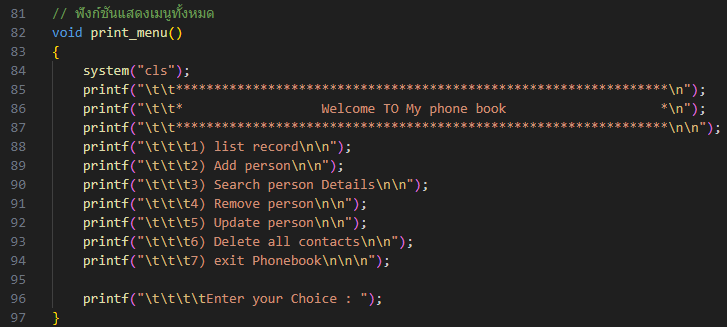 81 // ฟังก์ชันแสดงเมนูทั้งหมด
82 void print_menu()
83 {
84 system("cls");
85 printf("\t\t****************************************************************\n");
86 printf("\t\t*                  Welcome TO My phone book                    *\n");
87 printf("\t\t****************************************************************\n\n");
88 printf("\t\t\t1) list record\n\n");
89 printf("\t\t\t2) Add person\n\n");
90 printf("\t\t\t3) Search person Details\n\n");
91 printf("\t\t\t4) Remove person\n\n");
92 printf("\t\t\t5) Update person\n\n");
93 printf("\t\t\t6) Delete all contacts\n\n");
94 printf("\t\t\t7) exit Phonebook\n\n\n");
95
96 printf("\t\t\t\tEnter your Choice : ");
97 }